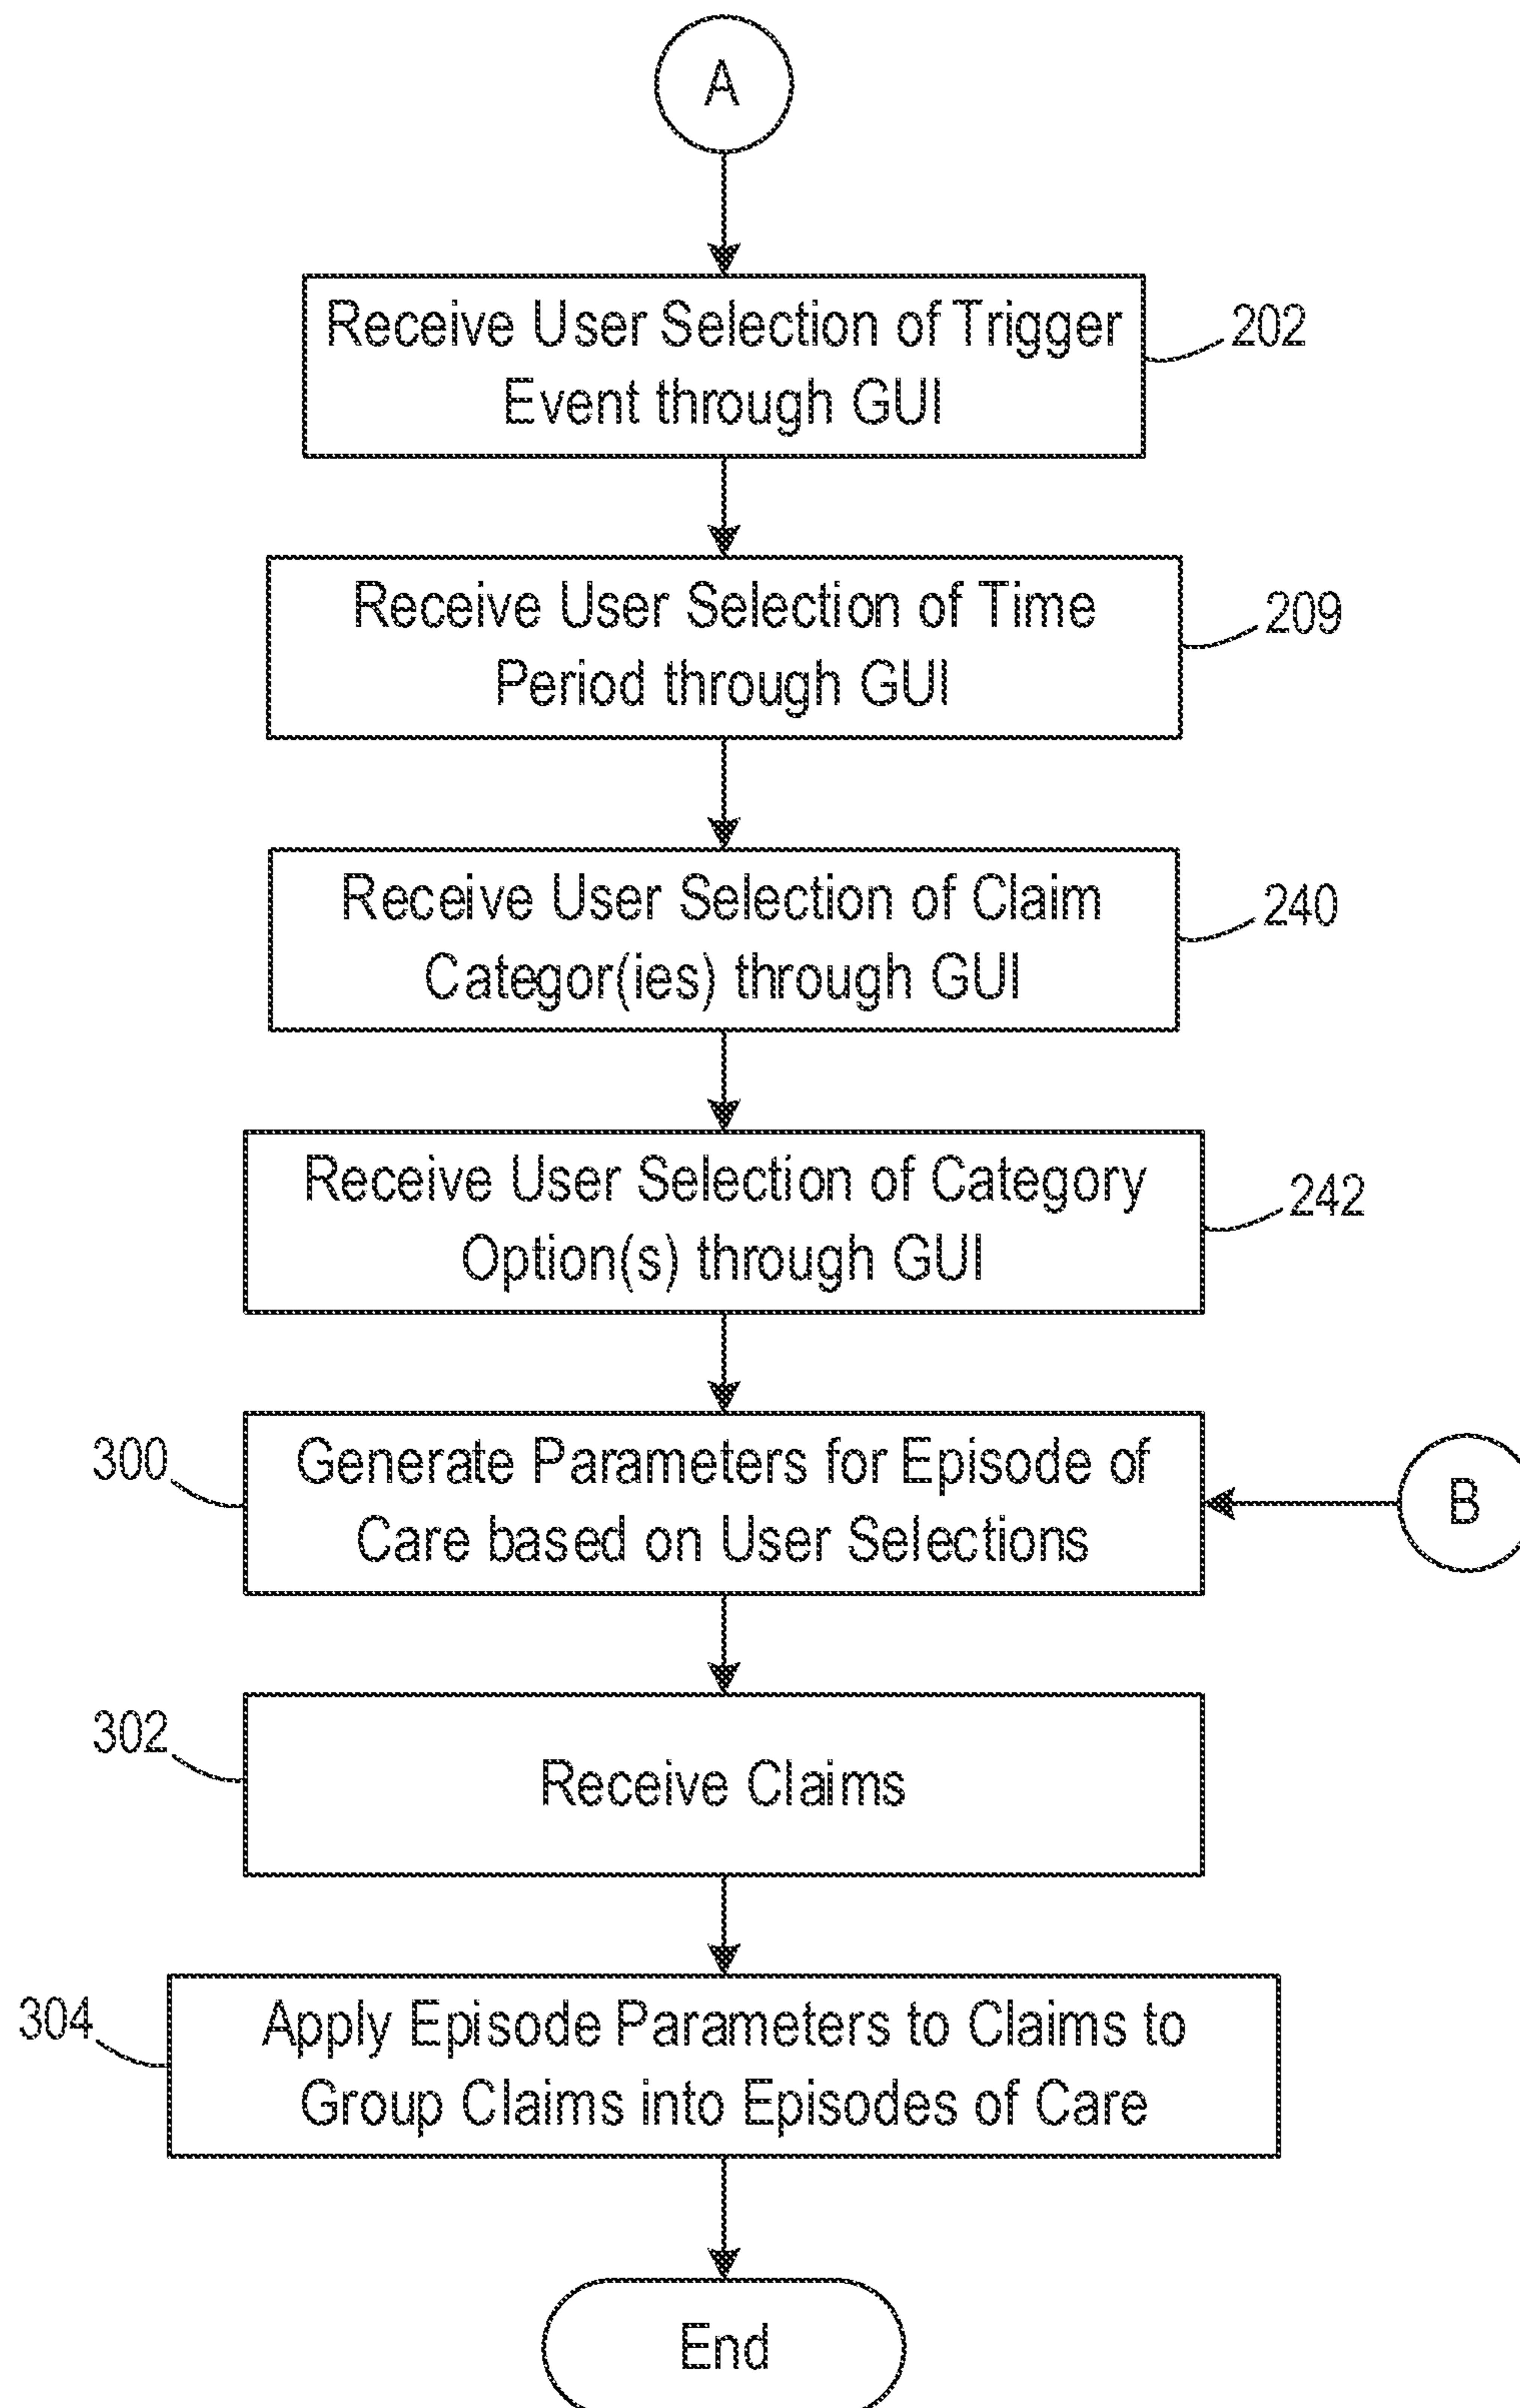 A
Receive User Selection of Trigger
Event through GUI
202
Receive User Selection of Time
Period through GUI
209
Receive User Selection of Claim
Categor(ies) through GUI
240
Receive User Selection of Category
Option(s) through GUI
242
300
Generate Parameters for Episode of
Care based on User Selections
B
302
Receive Claims
304
Apply Episode Parameters to Claims to
Group Claims into Episodes of Care
End